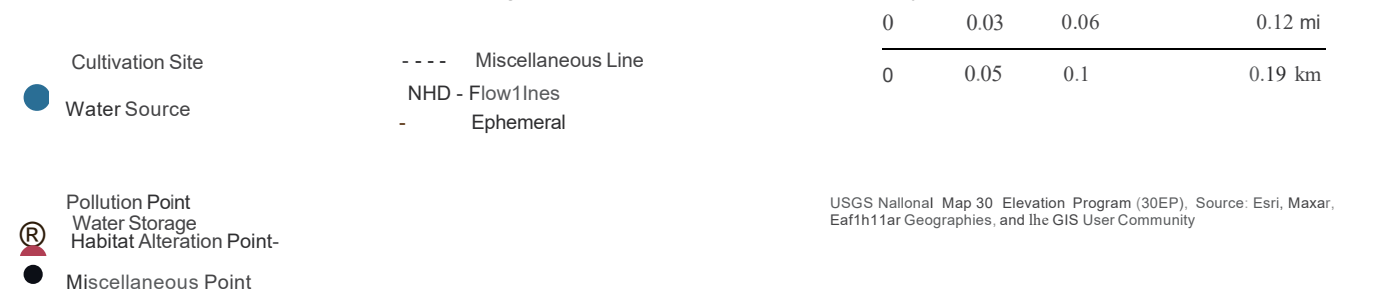 0 0.03 0.06 0.12 mi
0 0.05 0.1 0.19 km
Cultivation Site
Water Source
---- Miscellaneous Line
NHD - Flow1Ines
- Ephemeral
Pollution Point
Water Storage
® Habitat Alteration Point-
Miscellaneous Point
USGS Nallonal Map 30 Elevation Program (30EP), Source: Esri, Maxar,
Eaf1h11ar Geographies, and lhe GIS User Community